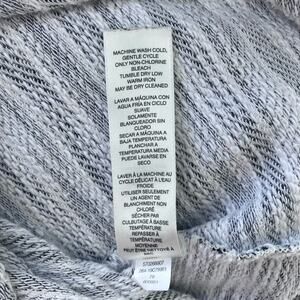 MACHINE WASH COLD,
GENTLE CYCLE
ONLY NON-CHLORINE
BLEACH
TUMBLE DRY LOW
WARM IRON
MAY BE DRY CLEANED
LAVAR A MÁQUINA CON
AGUA FRÍA EN CICLO
SUAVE
SOLAMENTE
BLANQUEADOR SIN
CLORO
SECAR A MÁQUINA A
BAJA TEMPERATURA
PLANCHAR A
TEMPERATURA MEDIA
PUEDE LAVARSE EN
SECO
LAVER À LA MACHINE AU
CYCLE DÉLICAT À L'EAU
FROIDE
UTILISER SEULEMENT
UN AGENT DE
BLANCHIMENT NON
CHLORÉ
SÉCHER PAR
CULBUTAGE À BASSE
TEMPÉRATURE
REPASSER À
TEMPÉRATURE
MOYENNE
PEUT ÊTRE NETTOYÉ À